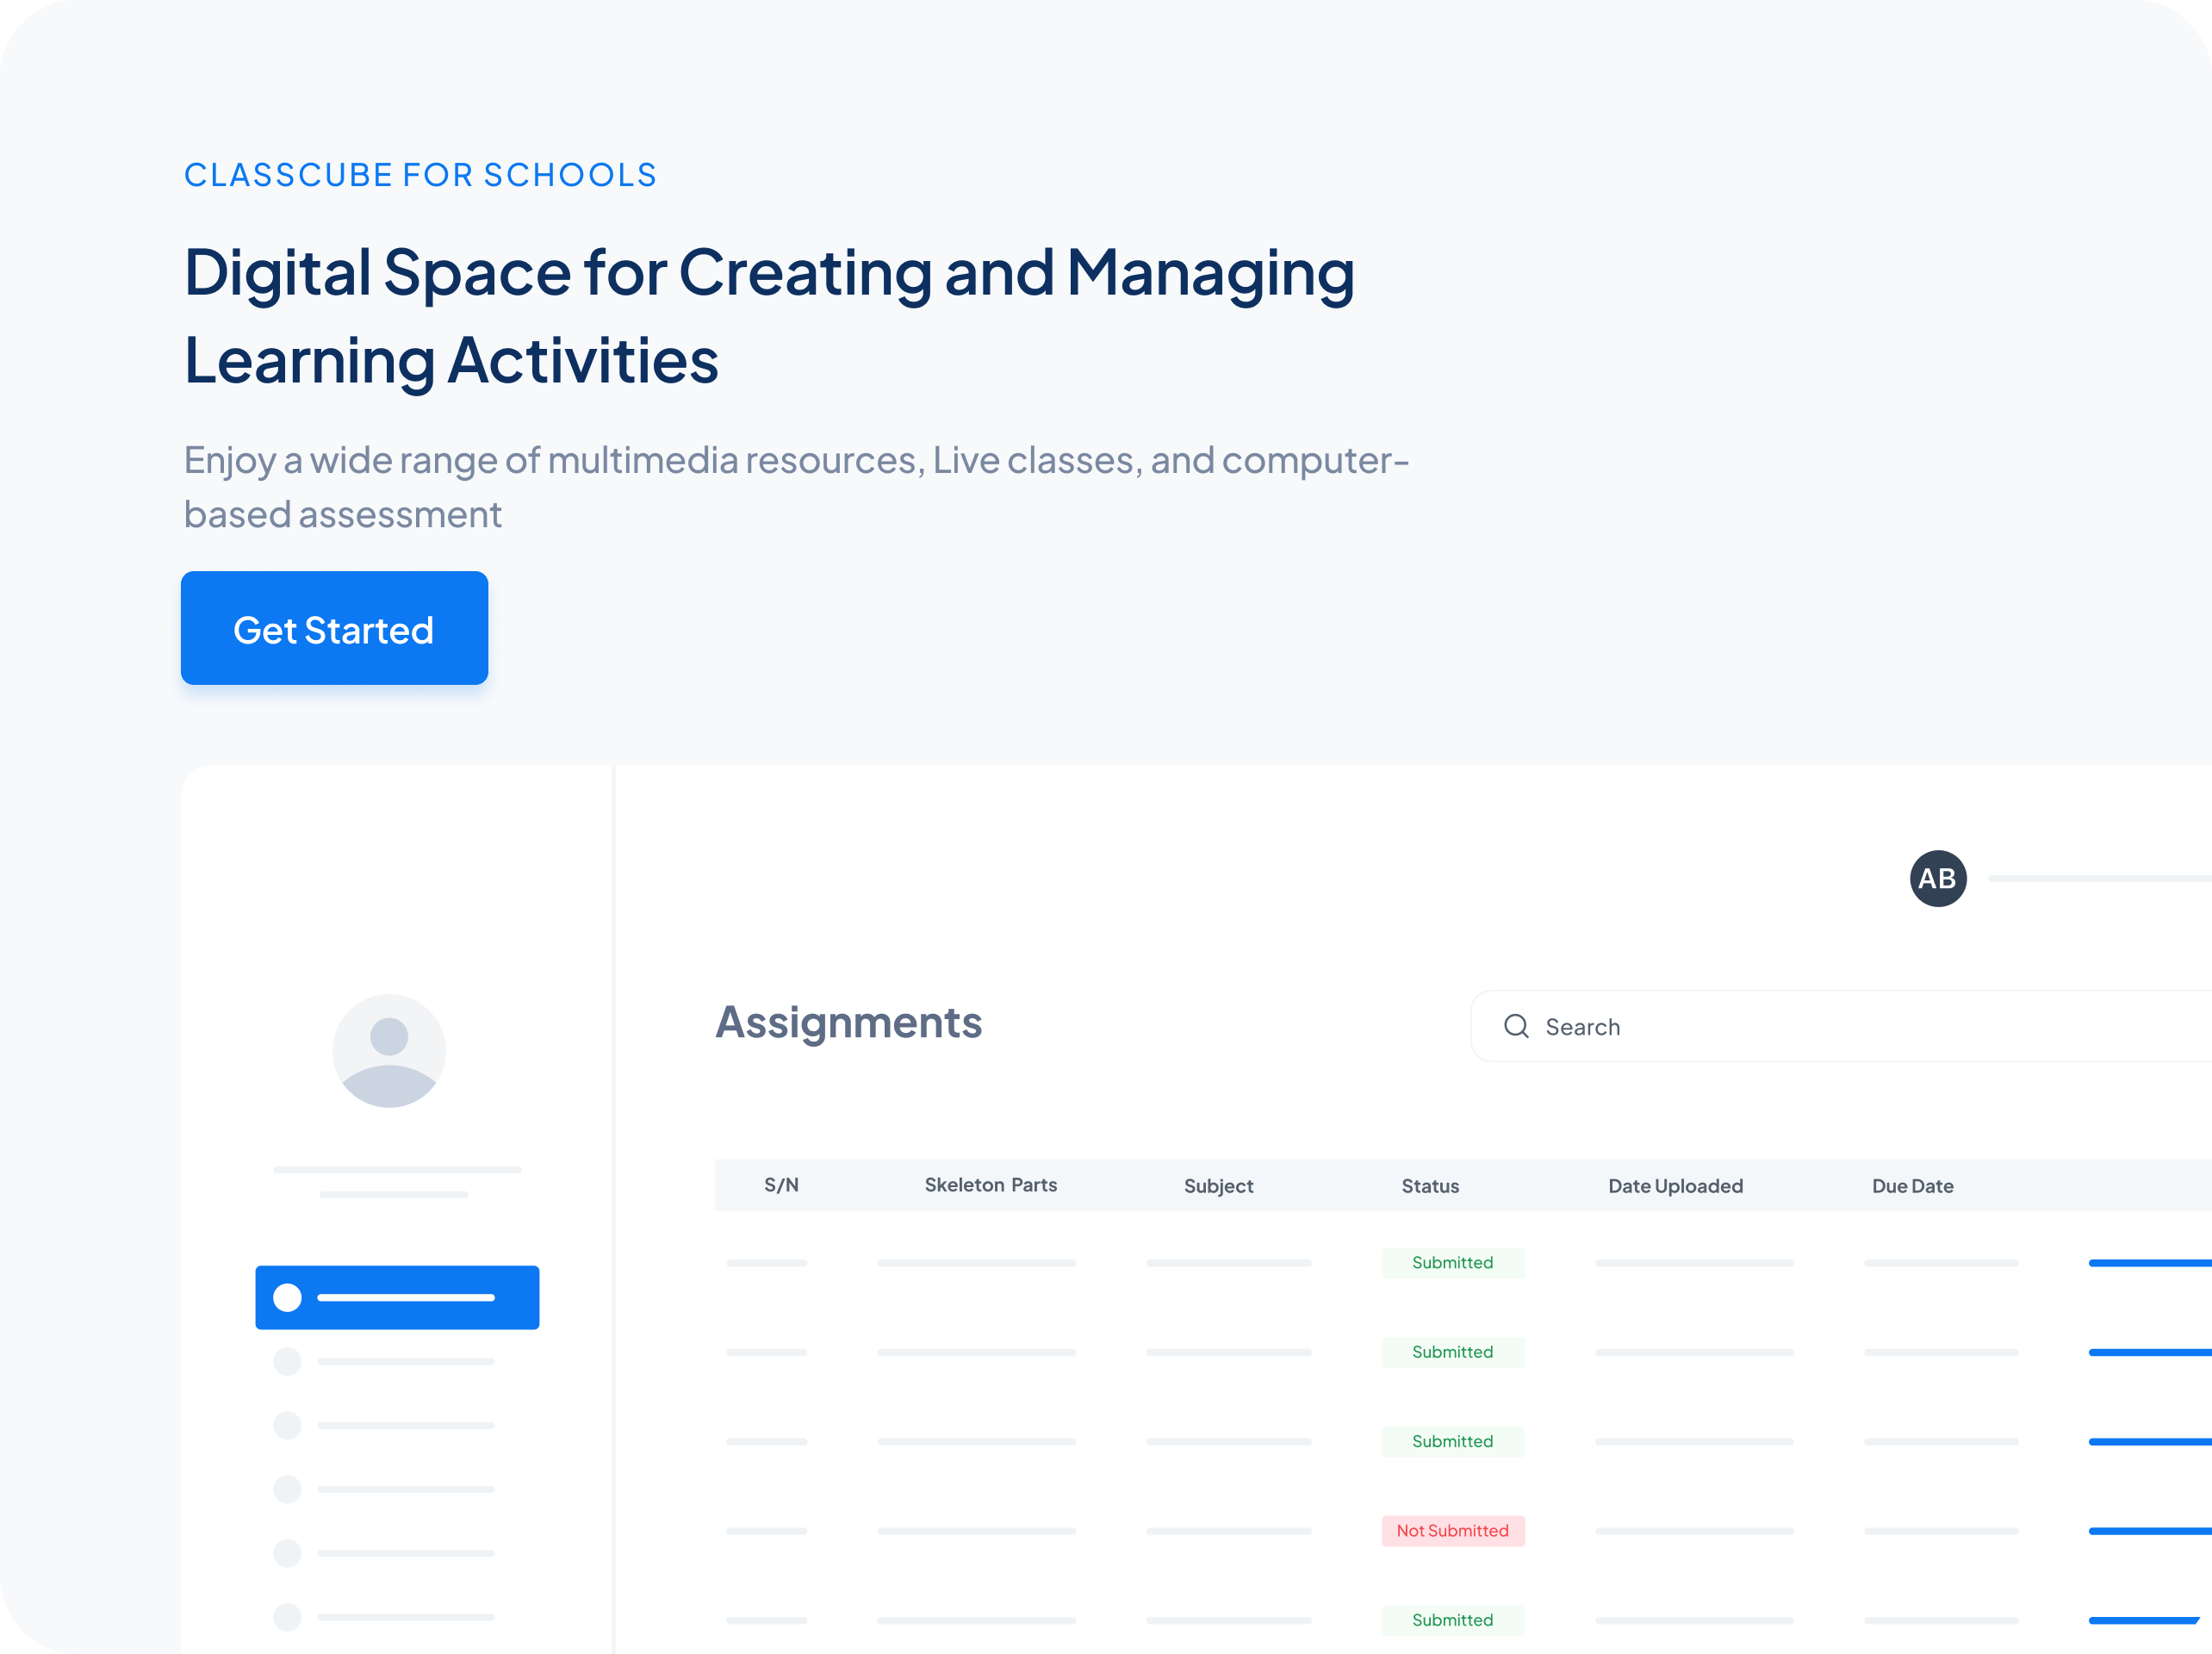 CLASSCUBE FOR SCHOOLS
Digital Space for Creating and Managing
Learning Activities
Enjoy a wide range of multimedia resources, Live classes, and computer-
based assessment
Get Started
AB
Assignments
Search
S/N Skeleton Parts Subject Status Date Uploaded Due Date
Submitted
Submitted
Submitted
Not Submitted
Submitted